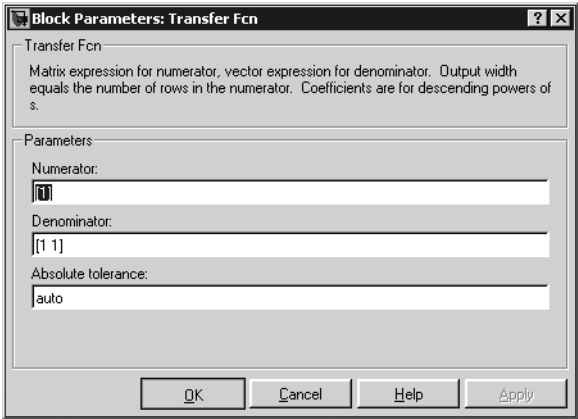 Block Parameters: Transfer Fcn
Transfer Fcn
Matrix expression for numerator, vector expression for denominator. Output width
equals the number of rows in the numerator. Coefficients are for descending powers of
s.
Parameters
Numerator:
[1]
Denominator:
[1 1]
Absolute tolerance:
auto
OK Cancel Help Apply